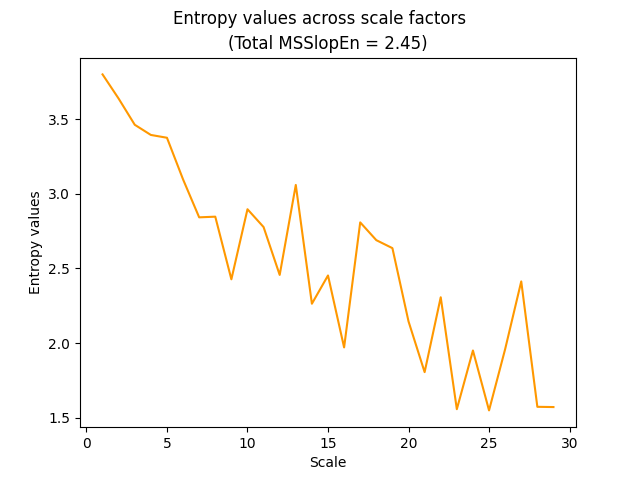 Entropy values across scale factors
(Total MSSlopEn = 2.45)
Entropy values
3.5
3.0
2.5
2.0
1.5
0 5 10 15 20 25 30
Scale